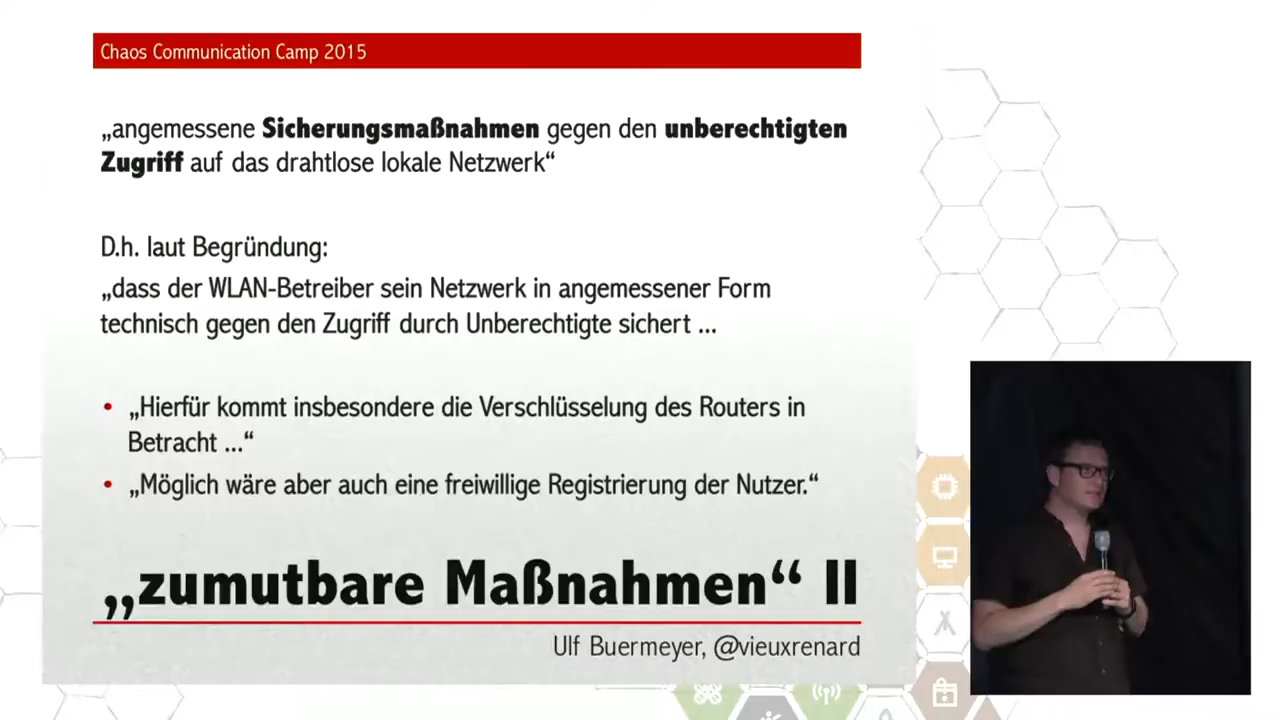 Chaos Communication Camp 2015
„angemessene Sicherungsmaßnahmen gegen den unberechtigten
Zugriff auf das drahtlose lokale Netzwerk“
D.h. laut Begründung:
„dass der WLAN-Betreiber sein Netzwerk in angemessener Form
technisch gegen den Zugriff durch Unberechtigte sichert ...
• „Hierfür kommt insbesondere die Verschlüsselung des Routers in
Betracht ...“
• „Möglich wäre aber auch eine freiwillige Registrierung der Nutzer.“
„zumutbare Maßnahmen“ II
Ulf Buermeyer, @vieuxrenard